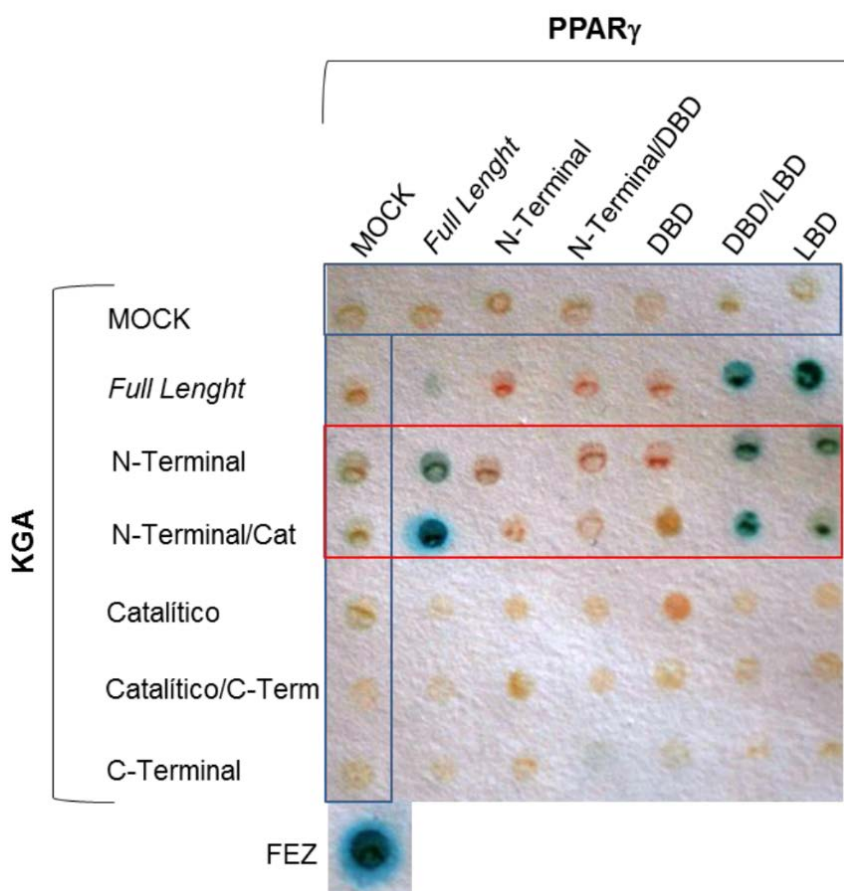 PPARγ
MOCK
Full Lenght
N-Terminal
N-Terminal/DBD
DBD
DBD/LBD
LBD
KGA
MOCK
Full Lenght
N-Terminal
N-Terminal/Cat
Catalítico
Catalítico/C-Term
C-Terminal
FEZ